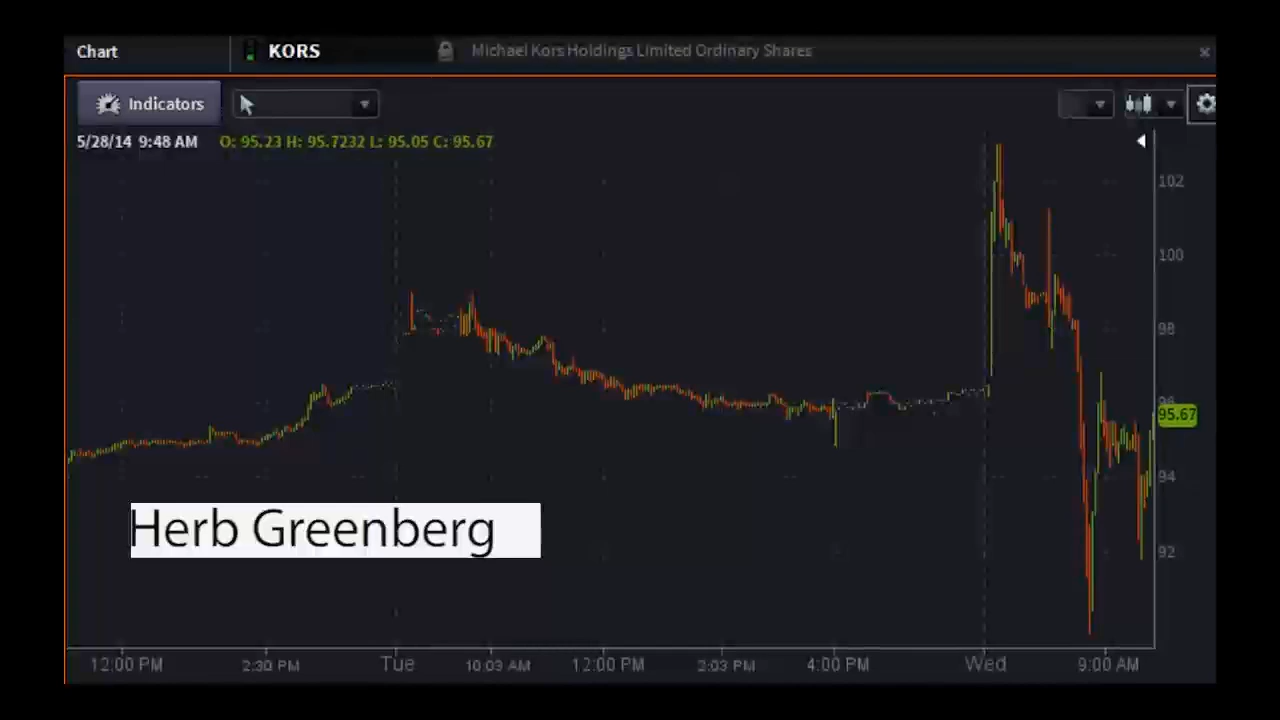 Chart KORS Michael Kors Holdings Limited Ordinary Shares ×
Indicators
5/28/14 9:48 AM O: 95.23 H: 95.7232 L: 95.05 C: 95.67
102
100
98
96
95.67
94
Herb Greenberg
92
12:00 PM 2:30 PM Tue 10:03 AM 12:00 PM 2:03 PM 4:00 PM Wed 9:00 AM